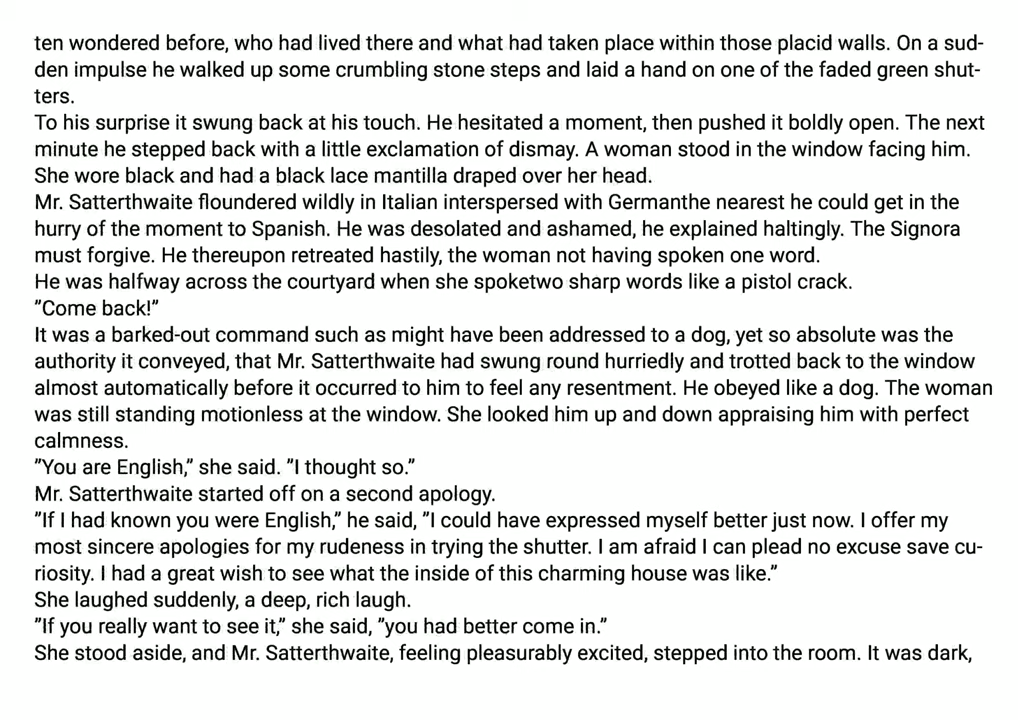 ten wondered before, who had lived there and what had taken place within those placid walls. On a sud-
den impulse he walked up some crumbling stone steps and laid a hand on one of the faded green shut-
ters.
To his surprise it swung back at his touch. He hesitated a moment, then pushed it boldly open. The next
minute he stepped back with a little exclamation of dismay. A woman stood in the window facing him.
She wore black and had a black lace mantilla draped over her head.
Mr. Satterthwaite floundered wildly in Italian interspersed with Germanthe nearest he could get in the
hurry of the moment to Spanish. He was desolated and ashamed, he explained haltingly. The Signora
must forgive. He thereupon retreated hastily, the woman not having spoken one word.
He was halfway across the courtyard when she spoketwo sharp words like a pistol crack.
”Come back!”
It was a barked-out command such as might have been addressed to a dog, yet so absolute was the
authority it conveyed, that Mr. Satterthwaite had swung round hurriedly and trotted back to the window
almost automatically before it occurred to him to feel any resentment. He obeyed like a dog. The woman
was still standing motionless at the window. She looked him up and down appraising him with perfect
calmness.
”You are English,” she said. ”I thought so.”
Mr. Satterthwaite started off on a second apology.
”If I had known you were English,” he said, ”I could have expressed myself better just now. I offer my
most sincere apologies for my rudeness in trying the shutter. I am afraid I can plead no excuse save cu-
riosity. I had a great wish to see what the inside of this charming house was like.”
She laughed suddenly, a deep, rich laugh.
”If you really want to see it,” she said, ”you had better come in.”
She stood aside, and Mr. Satterthwaite, feeling pleasurably excited, stepped into the room. It was dark,